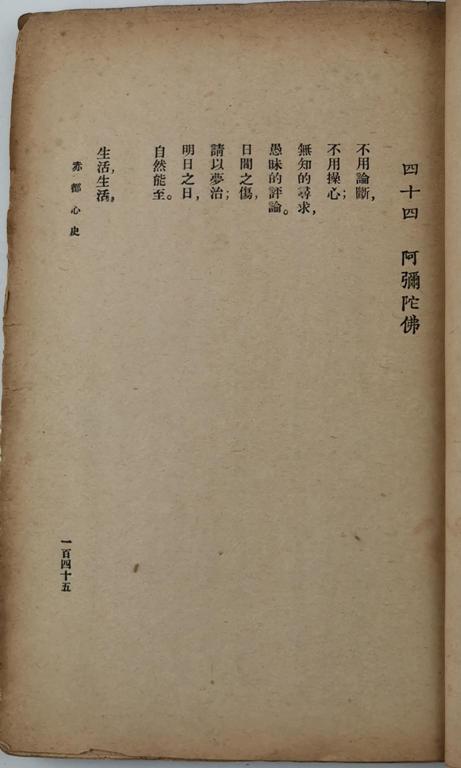 四十四　阿彌陀佛
不用論斷，
不用操心；
無知的尋求，
愚昧的評論。
日間之傷，
請以夢治；
明日之日，
自然能至。
生活，
生活，
赤都心史
一百四十五